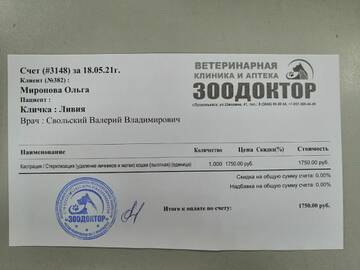 Счет (#3148) за 18.05.21г.
Клиент (№382) :
Миронова Ольга
Пациент :
Кличка : Ливия
Врач : Свольский Валерий Владимирович
ВЕТЕРИНАРНАЯ
КЛИНИКА И АПТЕКА
ЗООДОКТОР
Наименование Количество Цена Скидка(%) Стоимость
Кастрация / Стерилизация (удаление яичников и матки) кошки (льготная) (единица) 1.000 1750.00 руб. 1750.00 руб.
Скидка на общую сумму счета: 0.00%
Надбавка на общую сумму счета: 0.00%
Итого к оплате по счету: 1750.00 руб.
ЗООДОКТОР